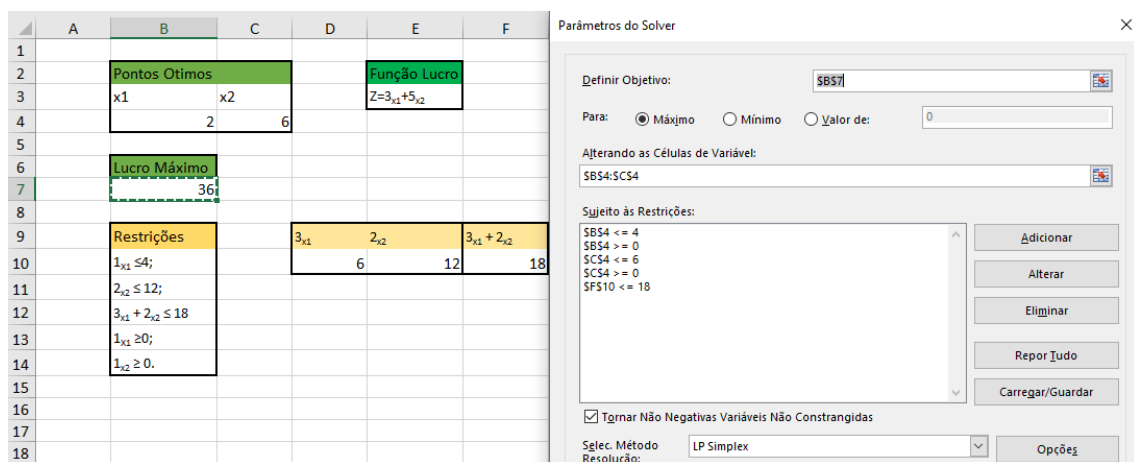 A B C D E F
1
2 Pontos Otimos Função Lucro
3 x1 x2 Z=3x1+5x2
4 2 6
5
6 Lucro Máximo
7 36
8
9 Restrições 3x1 2x2 3x1 + 2x2
10 1x1 ≤4; 6 12 18
11 2x2 ≤ 12;
12 3x1 + 2x2 ≤ 18
13 1x1 ≥0;
14 1x2 ≥ 0.
15
16
17
18
Parâmetros do Solver
Definir Objetivo: $B$7
Para: Máximo Mínimo Valor de: 0
Alterando as Células de Variável:
$B$4:$C$4
Sujeito às Restrições:
$B$4 <= 4
$B$4 >= 0
$C$4 <= 6
$C$4 >= 0
$F$10 <= 18
Adicionar
Alterar
Eliminar
Repor Tudo
Carregar/Guardar
Tornar Não Negativas Variáveis Não Constrangidas
Selec. Método LP Simplex Opções
Resolução: